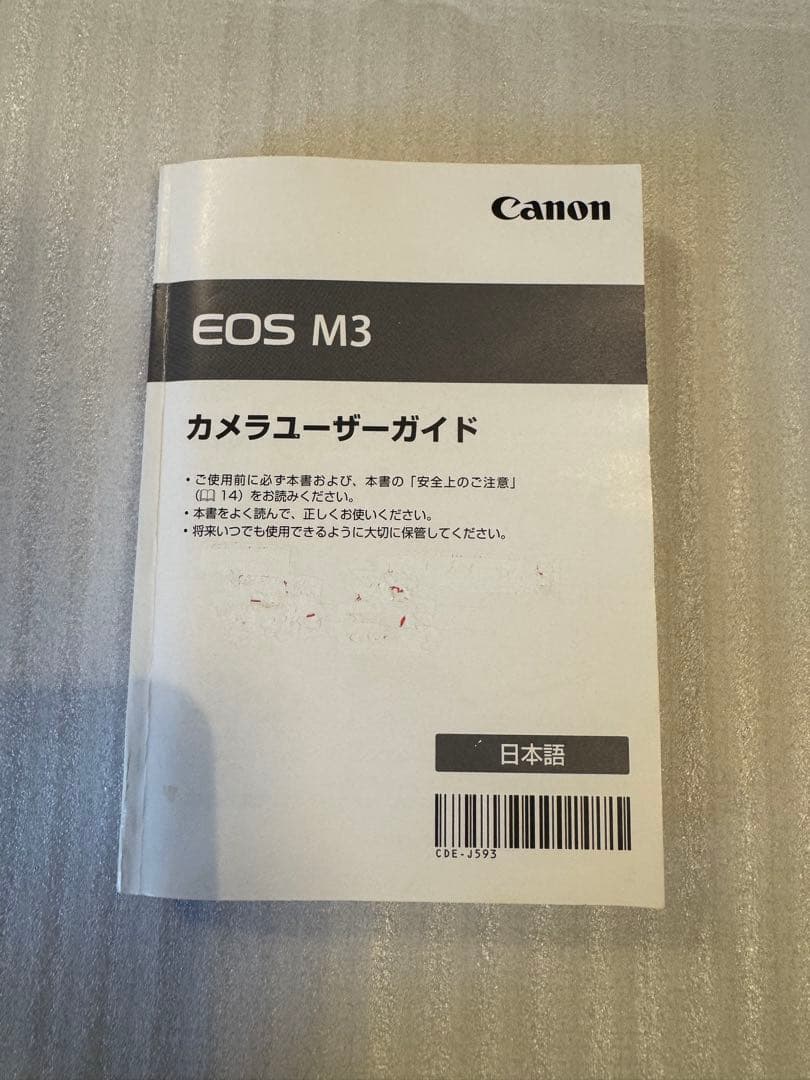 Canon
EOS M3
カメラユーザーガイド
・ご使用前に必ず本書および、本書の「安全上のご注意」
（📖 14）をお読みください。
・本書をよく読んで、正しくお使いください。
・将来いつでも使用できるように大切に保管してください。
日本語
CDE-J593